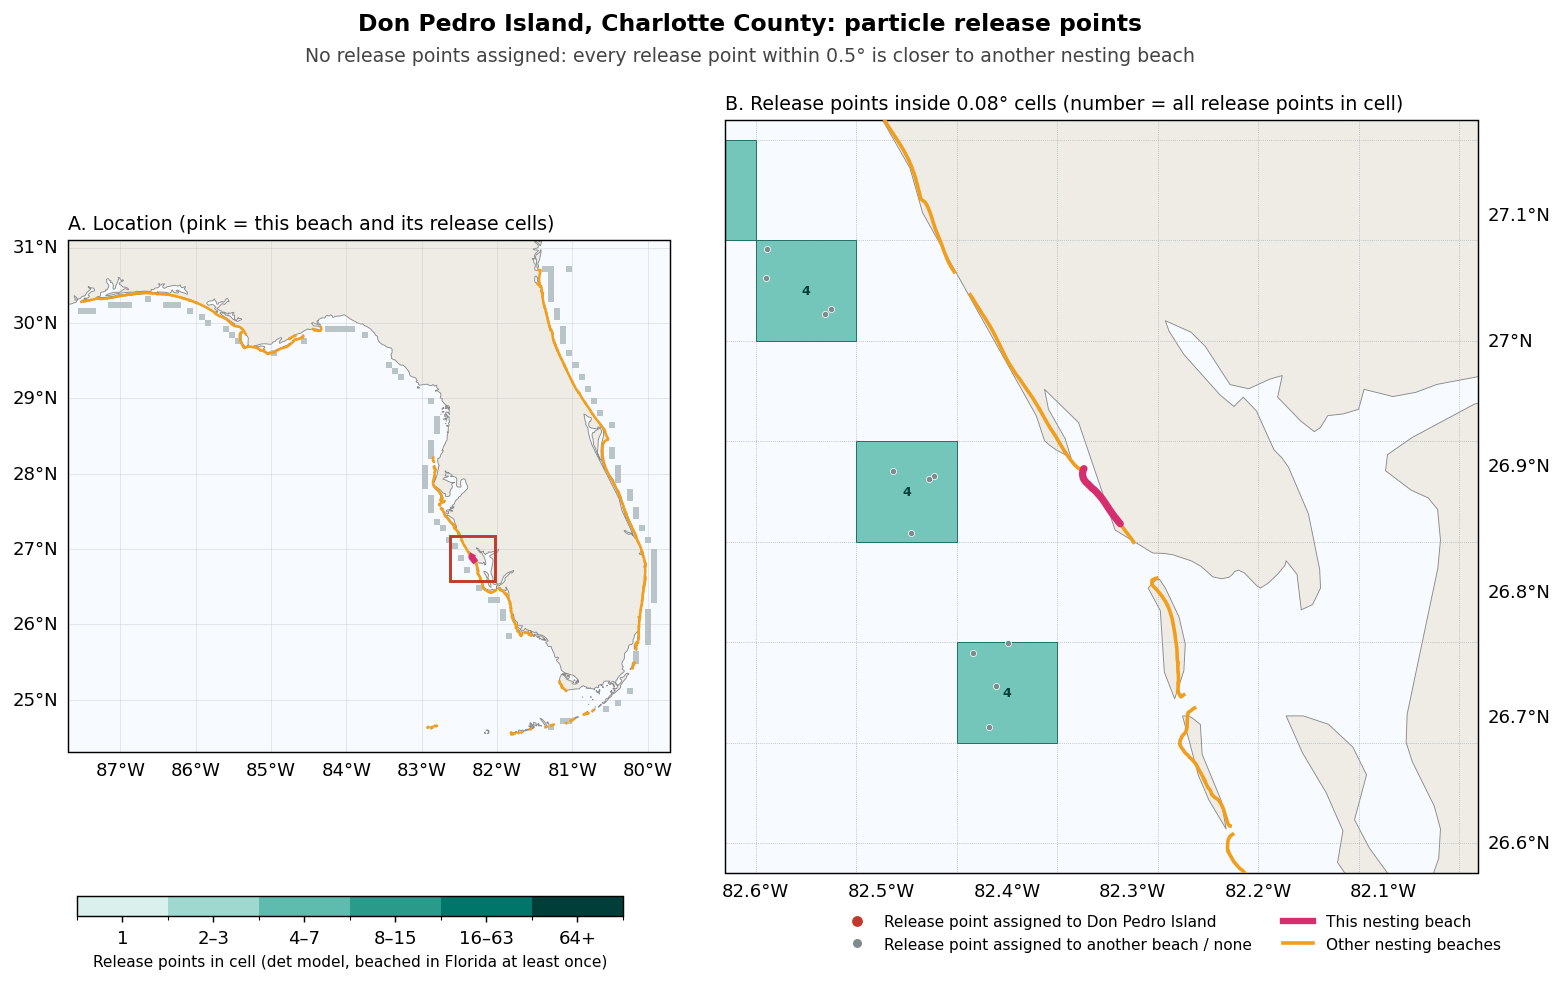 Don Pedro Island, Charlotte County: particle release points
No release points assigned: every release point within 0.5° is closer to another nesting beach
A. Location (pink = this beach and its release cells)
31°N
30°N
29°N
28°N
27°N
26°N
25°N
87°W 86°W 85°W 84°W 83°W 82°W 81°W 80°W
1 2–3 4–7 8–15 16–63 64+
Release points in cell (det model, beached in Florida at least once)
B. Release points inside 0.08° cells (number = all release points in cell)
4
4
4
27.1°N
27°N
26.9°N
26.8°N
26.7°N
26.6°N
82.6°W 82.5°W 82.4°W 82.3°W 82.2°W 82.1°W
Release point assigned to Don Pedro Island
Release point assigned to another beach / none
This nesting beach
Other nesting beaches